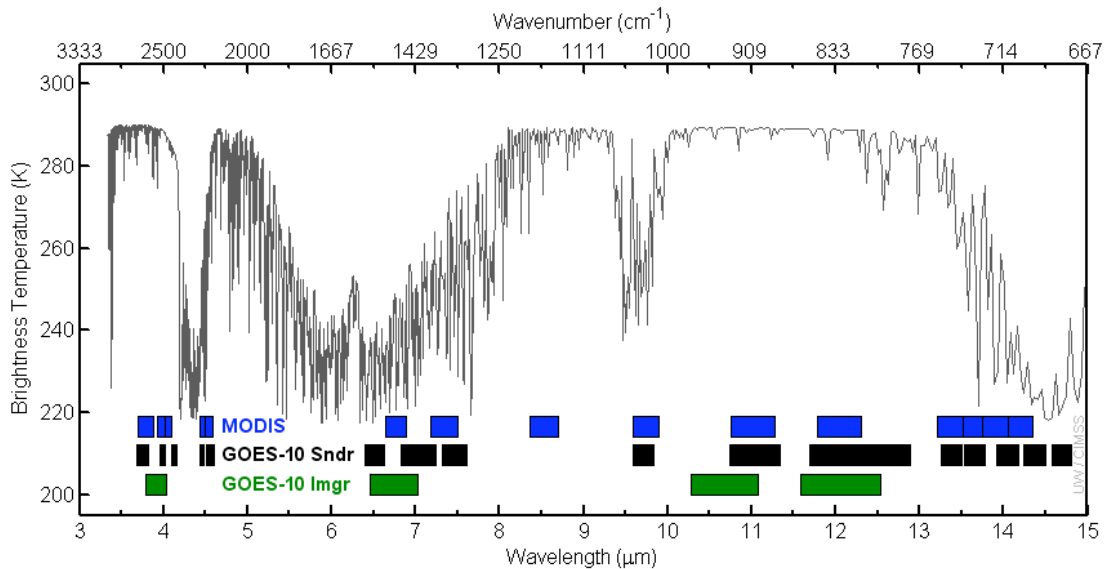 Wavenumber (cm-1)
3333 2500 2000 1667 1429 1250 1111 1000 909 833 769 714 667
Brightness Temperature (K)
300
280
260
240
220
200
MODIS
GOES-10 Sndr
GOES-10 Imgr
UW / CIMSS
3 4 5 6 7 8 9 10 11 12 13 14 15
Wavelength (μm)